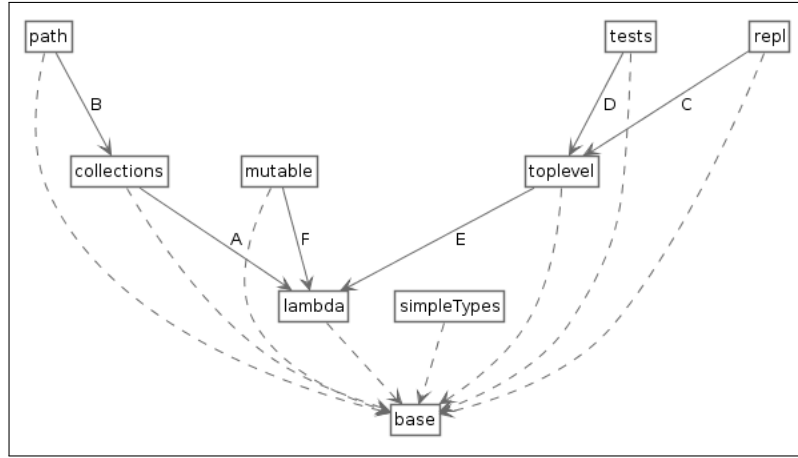 path
tests
repl
B
D
C
collections
mutable
toplevel
A
F
E
lambda
simpleTypes
base